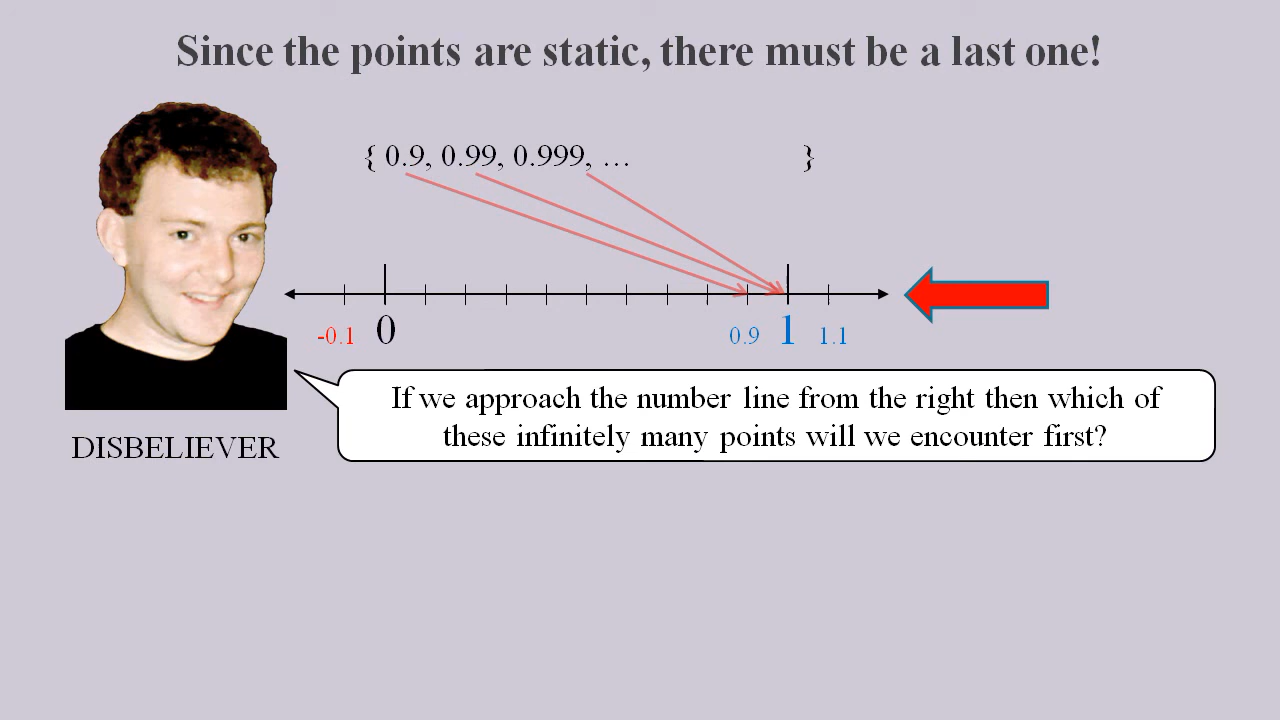 Since the points are static, there must be a last one!
{ 0.9, 0.99, 0.999, … }
-0.1 0 0.9 1 1.1
If we approach the number line from the right then which of
these infinitely many points will we encounter first?
DISBELIEVER